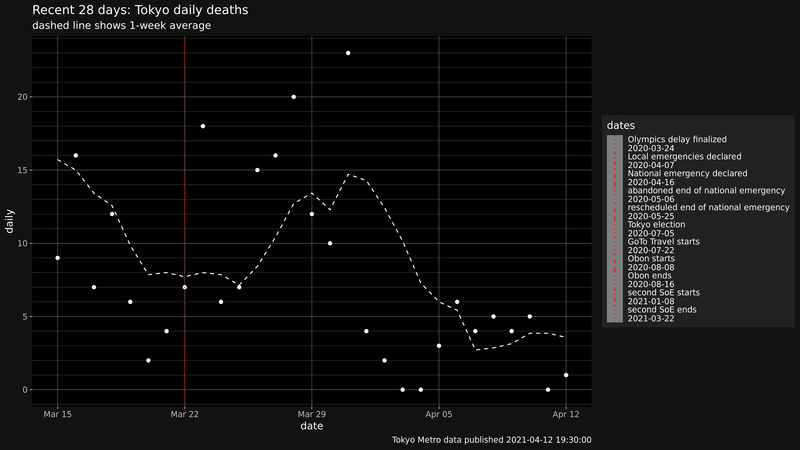 Recent 28 days: Tokyo daily deaths
dashed line shows 1-week average
daily
20
15
10
5
0
Mar 15
Mar 22
Mar 29
Apr 05
Apr 12
date
Tokyo Metro data published 2021-04-12 19:30:00
dates
Olympics delay finalized
2020-03-24
Local emergencies declared
2020-04-07
National emergency declared
2020-04-16
abandoned end of national emergency
2020-05-06
rescheduled end of national emergency
2020-05-25
Tokyo election
2020-07-05
GoTo Travel starts
2020-07-22
Obon starts
2020-08-08
Obon ends
2020-08-16
second SoE starts
2021-01-08
second SoE ends
2021-03-22